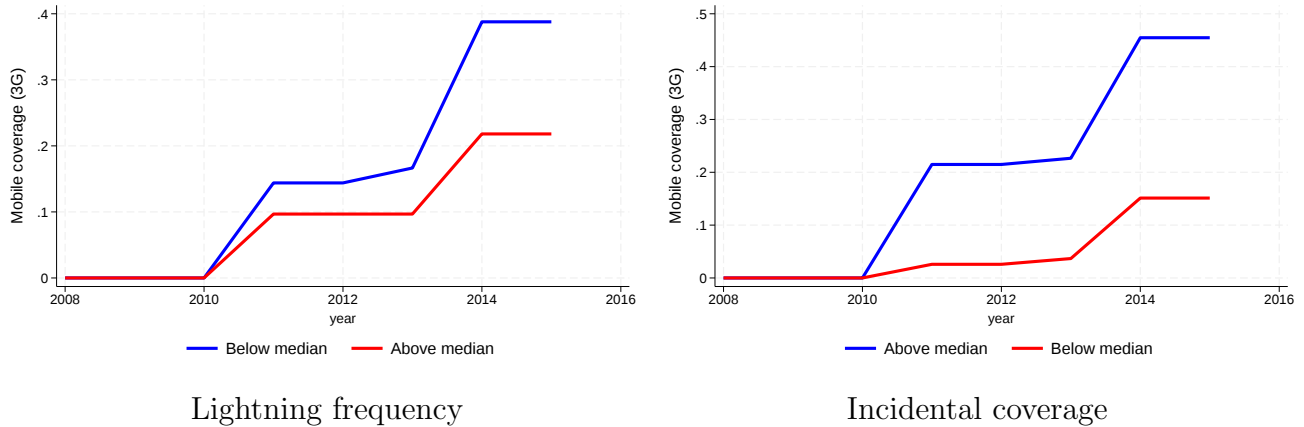 Mobile coverage (3G)
.4
.3
.2
.1
0
2008 2010 2012 2014 2016
year
Below median Above median
Lightning frequency
Mobile coverage (3G)
.5
.4
.3
.2
.1
0
2008 2010 2012 2014 2016
year
Above median Below median
Incidental coverage